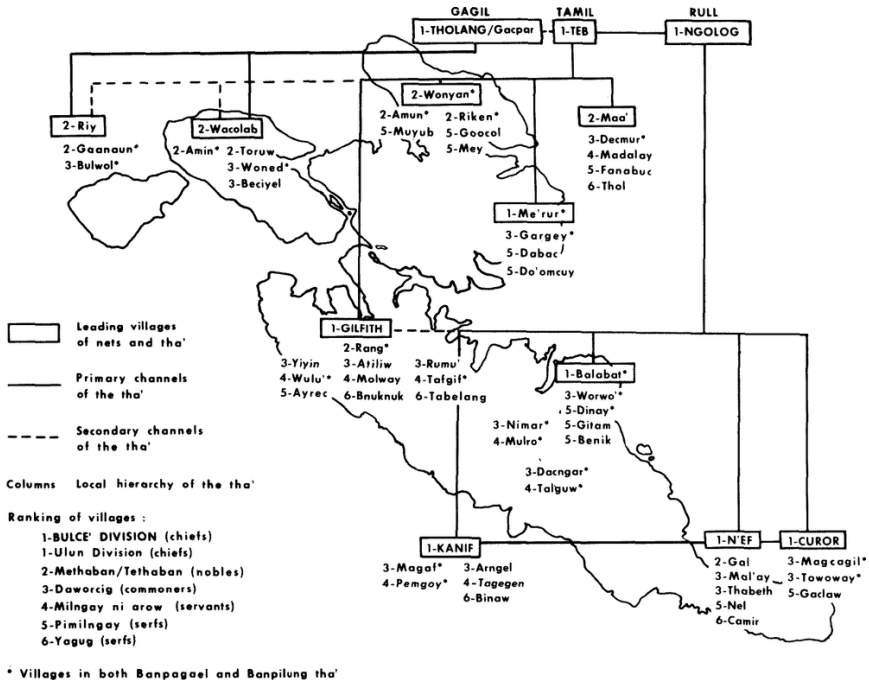 GAGIL
TAMIL
RULL
1-THOLANG/Gacpar
1-TEB
1-NGOLOG
2-Riy
2-Gaanaun*
3-Bulwol*
2-Wacolab
2-Amin*
2-Toruw
3-Woned*
3-Beciyel
2-Wonyan*
2-Amun*
5-Muyub
2-Riken*
5-Goocol
5-Mey
2-Maa'
3-Decmur*
4-Madalay
5-Fanabuc
6-Thol
1-Me'rur*
3-Gargey*
5-Dabac
5-Do'omcuy
1-GILFITH
2-Rang*
3-Yiyin
4-Wulu'*
5-Ayrec
3-Atiliw
4-Molway
6-Bnuknuk
3-Rumu'
4-Tafgif*
6-Tabelang
1-Balabat*
3-Worwo'*
5-Dinay*
5-Gitam
5-Benik
3-Nimar*
4-Mulro*
3-Dacngar*
4-Tal'guw*
1-KANIF
3-Magaf*
4-Pemgoy*
3-Arngel
4-Tagegen
6-Binaw
1-N'EF
2-Gal
3-Mal'ay
3-Thabeth
5-Nel
6-Camir
1-CUROR
3-Magcagil*
3-Towoway*
5-Gaclaw
Leading villages
of nets and tha'
Primary channels
of the tha'
Secondary channels
of the tha'
Columns Local hierarchy of the tha'
Ranking of villages :
1-BULCE' DIVISION (chiefs)
1-Ulun Division (chiefs)
2-Methaban/Tethaban (nobles)
3-Daworcig (commoners)
4-Milngay ni arow (servants)
5-Pimilngay (serfs)
6-Yagug (serfs)
* Villages in both Banpagael and Banpilung tha'